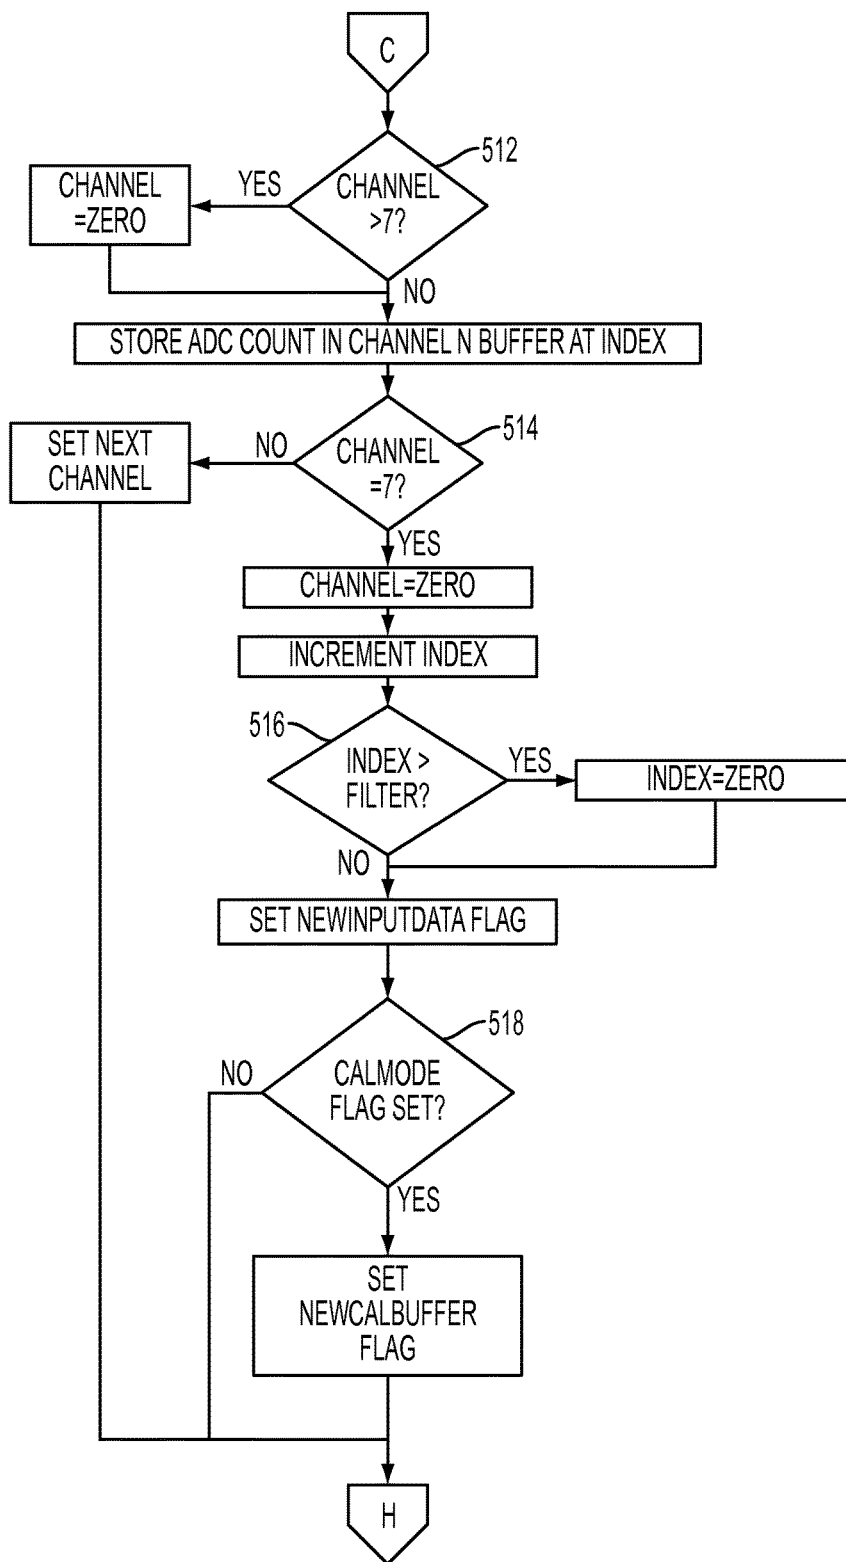 C
512
CHANNEL
=ZERO
YES
CHANNEL
>7?
NO
STORE ADC COUNT IN CHANNEL N BUFFER AT INDEX
514
SET NEXT
CHANNEL
NO
CHANNEL
=7?
YES
CHANNEL=ZERO
INCREMENT INDEX
516
INDEX >
FILTER?
YES
INDEX=ZERO
NO
SET NEWINPUTDATA FLAG
518
NO
CALMODE
FLAG SET?
YES
SET
NEWCALBUFFER
FLAG
H